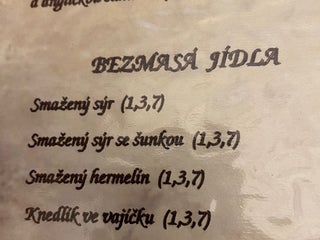 a anglickou
BEZMASÁ JÍDLA
Smažený sýr (1,3,7)
Smažený sýr se šunkou (1,3,7)
Smažený hermelín (1,3,7)
Knedlík ve vajíčku (1,3,7)